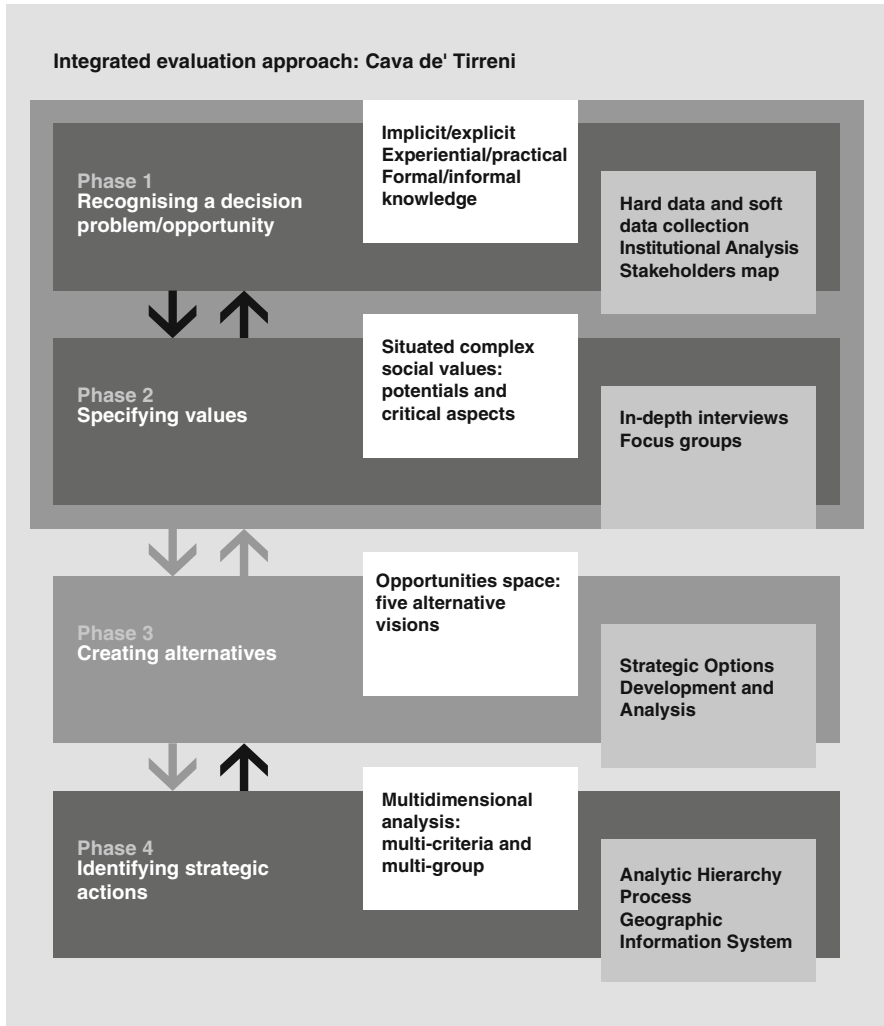 Integrated evaluation approach: Cava de' Tirreni
Phase 1
Recognising a decision
problem/opportunity
Implicit/explicit
Experiential/practical
Formal/informal
knowledge
Hard data and soft
data collection
Institutional Analysis
Stakeholders map
Phase 2
Specifying values
Situated complex
social values:
potentials and
critical aspects
In-depth interviews
Focus groups
Phase 3
Creating alternatives
Opportunities space:
five alternative
visions
Strategic Options
Development and
Analysis
Phase 4
Identifying strategic
actions
Multidimensional
analysis:
multi-criteria and
multi-group
Analytic Hierarchy
Process
Geographic
Information System